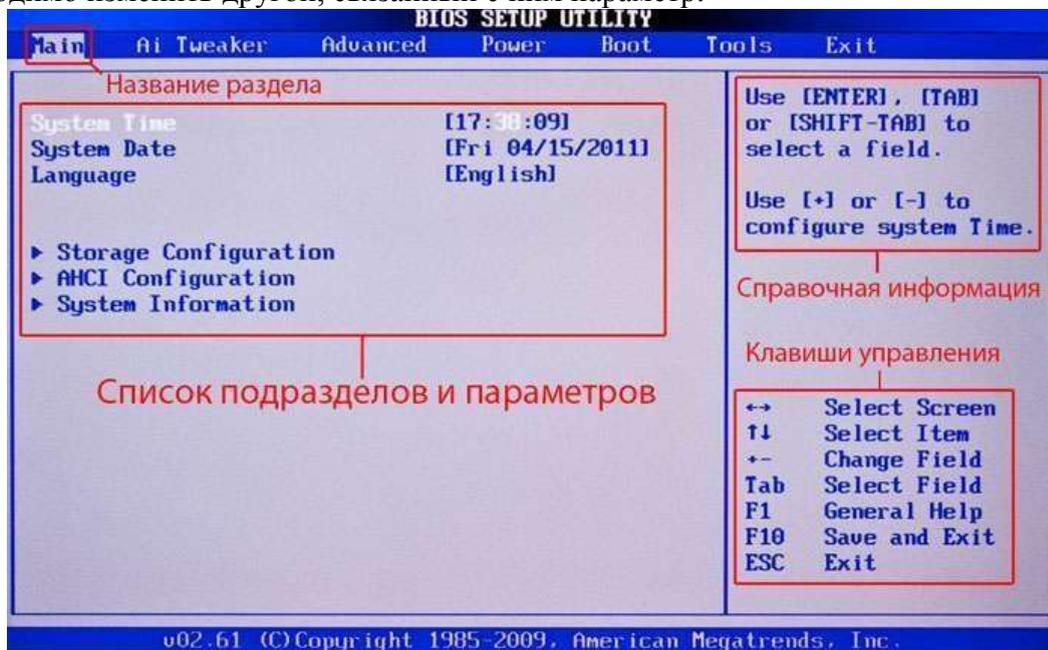 связанный с ним параметр.
BIOS SETUP UTILITY
Main Ai Tweaker Advanced Power Boot Tools Exit
Название раздела
System Time [17:30:09]
System Date [Fri 04/15/2011]
Language [English]
▶ Storage Configuration
▶ AHCI Configuration
▶ System Information
Список подразделов и параметров
Use [ENTER], [TAB]
or [SHIFT-TAB] to
select a field.
Use [+] or [-] to
configure system Time.
Справочная информация
Клавиши управления
←→ Select Screen
↑↓ Select Item
+- Change Field
Tab Select Field
F1 General Help
F10 Save and Exit
ESC Exit
v02.61 (C)Copyright 1985-2009, American Megatrends, Inc.